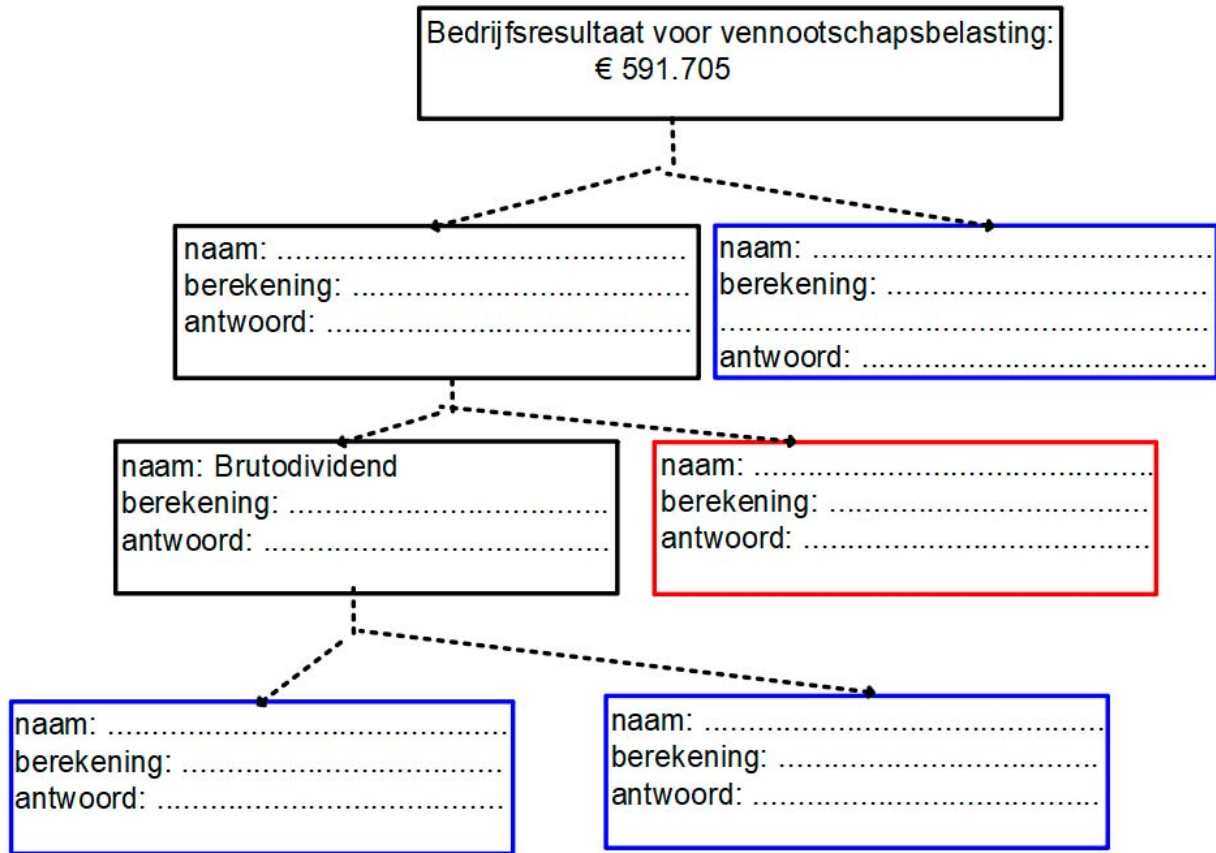 Bedrijfsresultaat voor vennootschapsbelasting:
€ 591.705
naam: ..............................................
berekening: ......................................
antwoord: .........................................
naam: .............................................
berekening: ....................................
.......................................................
antwoord: .......................................
naam: Brutodividend
berekening: ....................................
antwoord: .......................................
naam: .............................................
berekening: ....................................
antwoord: .......................................
naam: .............................................
berekening: ....................................
antwoord: .......................................
naam: .............................................
berekening: ....................................
antwoord: .......................................